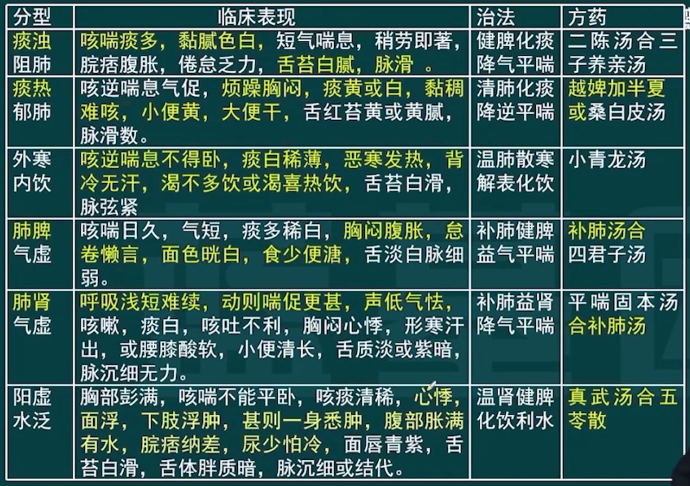 分型 临床表现 治法 方药
痰浊 咳喘痰多，黏腻色白，短气喘息，稍劳即著， 健脾化痰 二陈汤合三
阻肺 脘痞腹胀，倦怠乏力，舌苔白腻，脉滑 。 降气平喘 子养亲汤
痰热 咳逆喘息气促，烦躁胸闷，痰黄或白，黏稠 清肺化痰 越婢加半夏
郁肺 难咳，小便黄，大便干，舌红苔黄或黄腻， 降逆平喘 或桑白皮汤
脉滑数。
外寒 咳逆喘息不得卧，痰白稀薄，恶寒发热，背 温肺散寒 小青龙汤
内饮 冷无汗，渴不多饮或渴喜热饮，舌苔白滑， 解表化饮
脉弦紧
肺脾 咳喘日久，气短，痰多稀白，胸闷腹胀，怠 补肺健脾 补肺汤合
气虚 卷懒言，面色㿠白，食少便溏，舌淡白脉细 益气平喘 四君子汤
弱。
肺肾 呼吸浅短难续，动则喘促更甚，声低气怯， 补肺益肾 平喘固本汤
气虚 咳嗽，痰白，咳吐不利，胸闷心悸，形寒汗 降气平喘 合补肺汤
出，或腰膝酸软，小便清长，舌质淡或紫暗，
脉沉细无力。
阳虚 胸部彭满，咳喘不能平卧，咳痰清稀，心悸， 温肾健脾 真武汤合五
水泛 面浮，下肢浮肿，甚则一身悉肿，腹部胀满 化饮利水 苓散
有水，脘痞纳差，尿少怕冷，面唇青紫，舌
苔白滑，舌体胖质暗，脉沉细或结代。